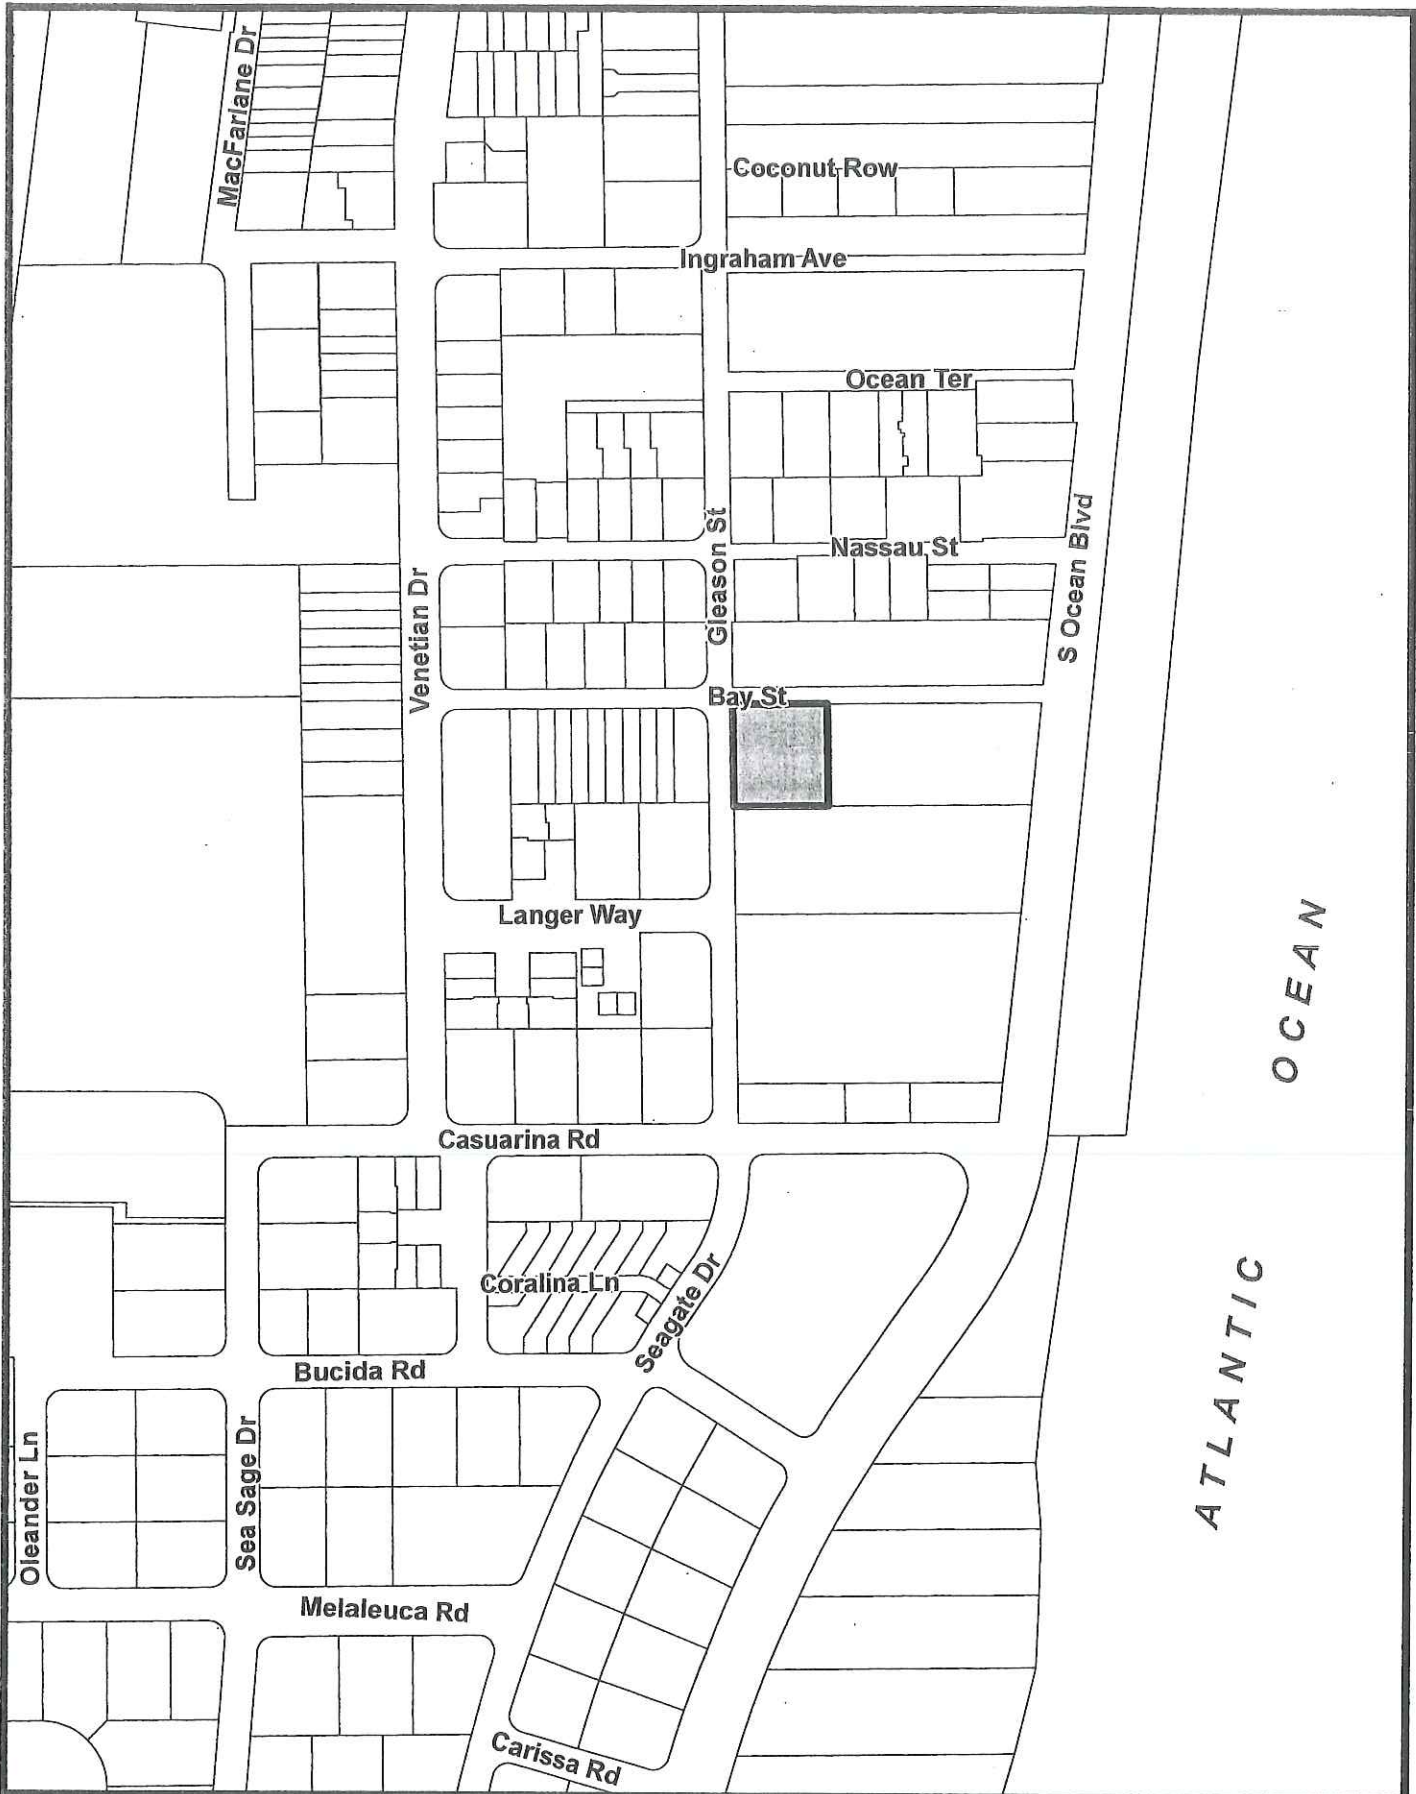 MacFarlane Dr
Coconut Row
Ingraham Ave
Ocean Ter
Gleason St
Nassau St
S Ocean Blvd
Venetian Dr
Bay St
Langer Way
OCEAN
Casuarina Rd
Coralina Ln
Seagate Dr
ATLANTIC
Bucida Rd
Oleander Ln
Sea Sage Dr
Melaleuca Rd
Carissa Rd